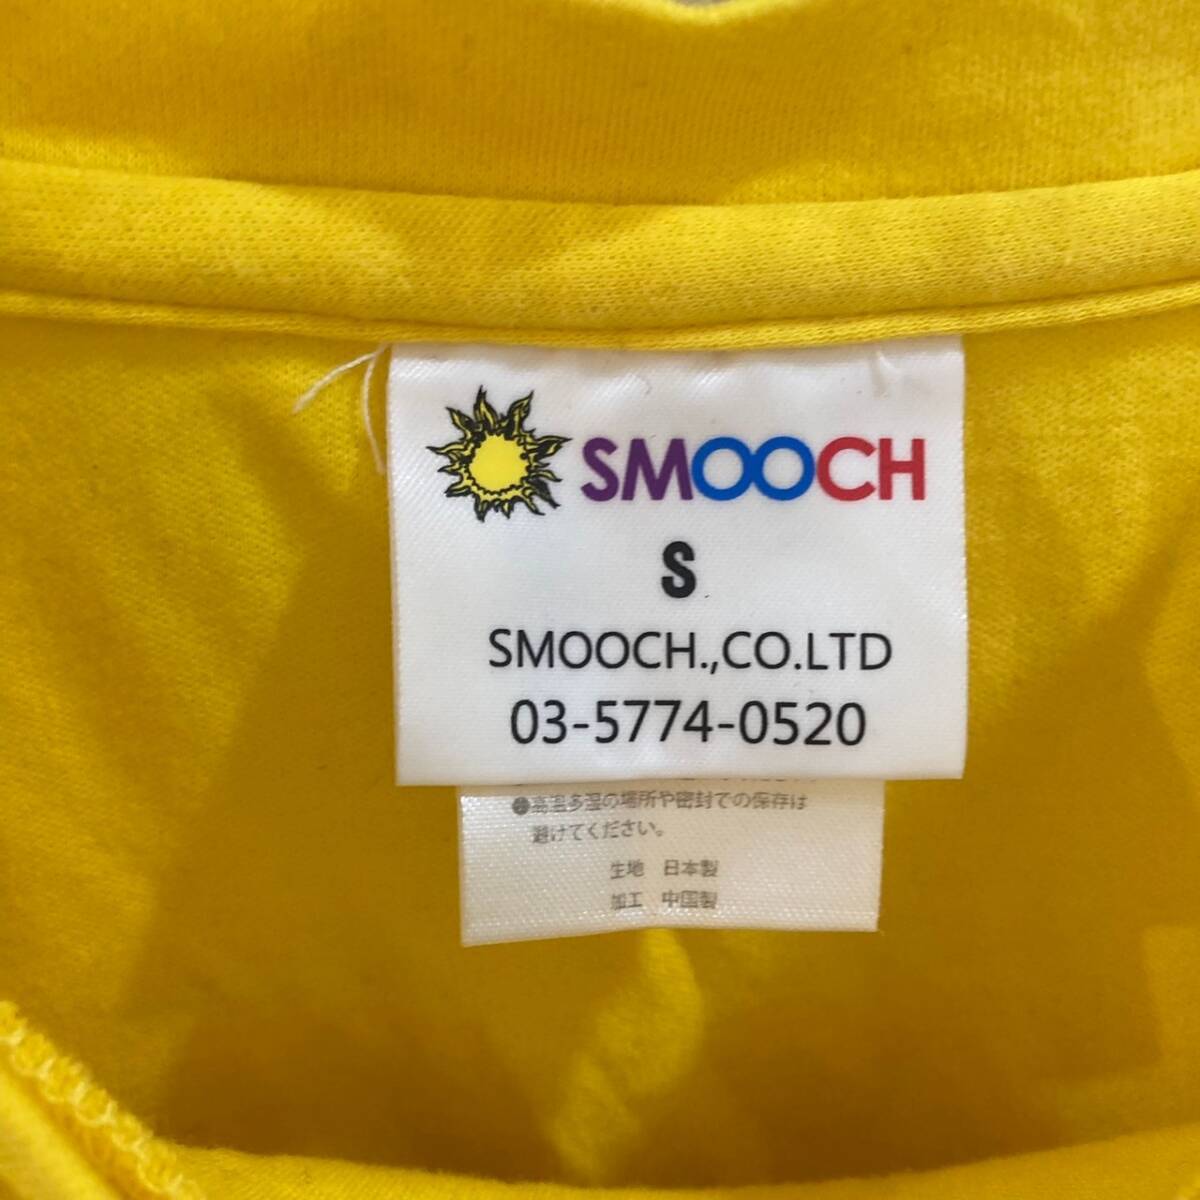 SMOOCH
S
SMOOCH.,CO.LTD
03-5774-0520
●高温多湿の場所や密封での保存は
避けてください。
生地 日本製
加工 中国製